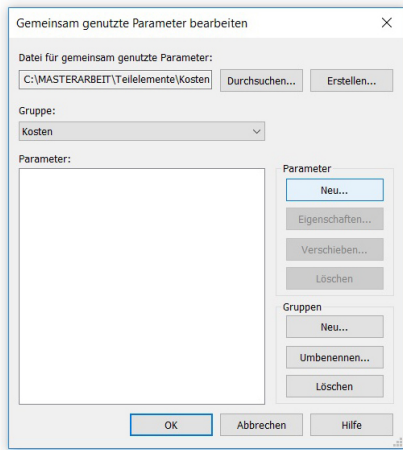 Gemeinsam genutzte Parameter bearbeiten
Datei für gemeinsam genutzte Parameter:
C:\MASTERARBEIT\Teilelemente\Kosten
Durchsuchen...
Erstellen...
Gruppe:
Kosten
Parameter:
Parameter
Neu...
Eigenschaften...
Verschieben...
Löschen
Gruppen
Neu...
Umbenennen...
Löschen
OK
Abbrechen
Hilfe